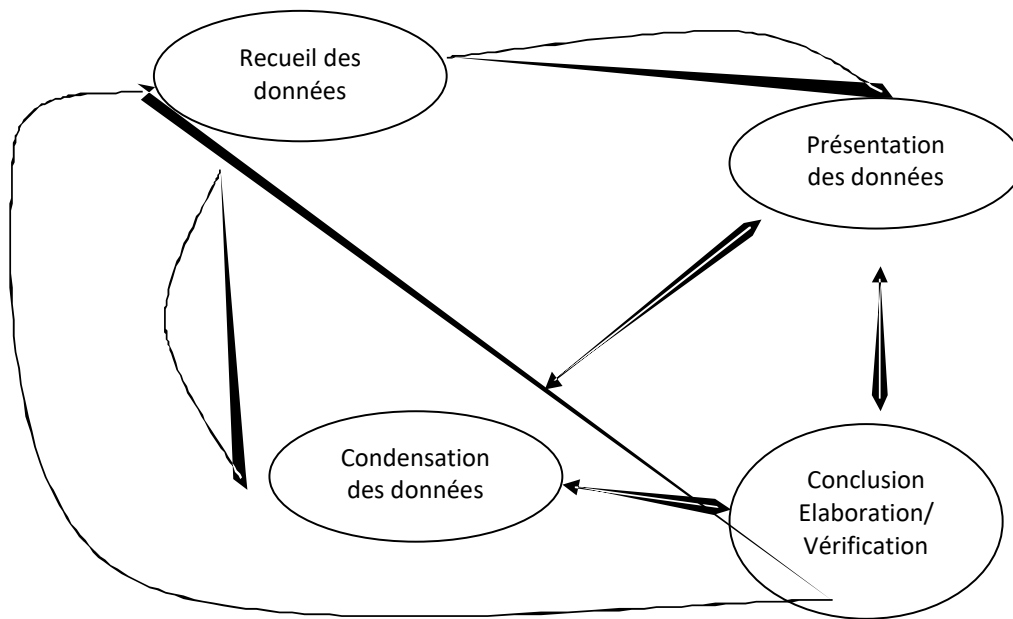 Recueil des
données
Présentation
des données
Condensation
des données
Conclusion
Elaboration/
Vérification